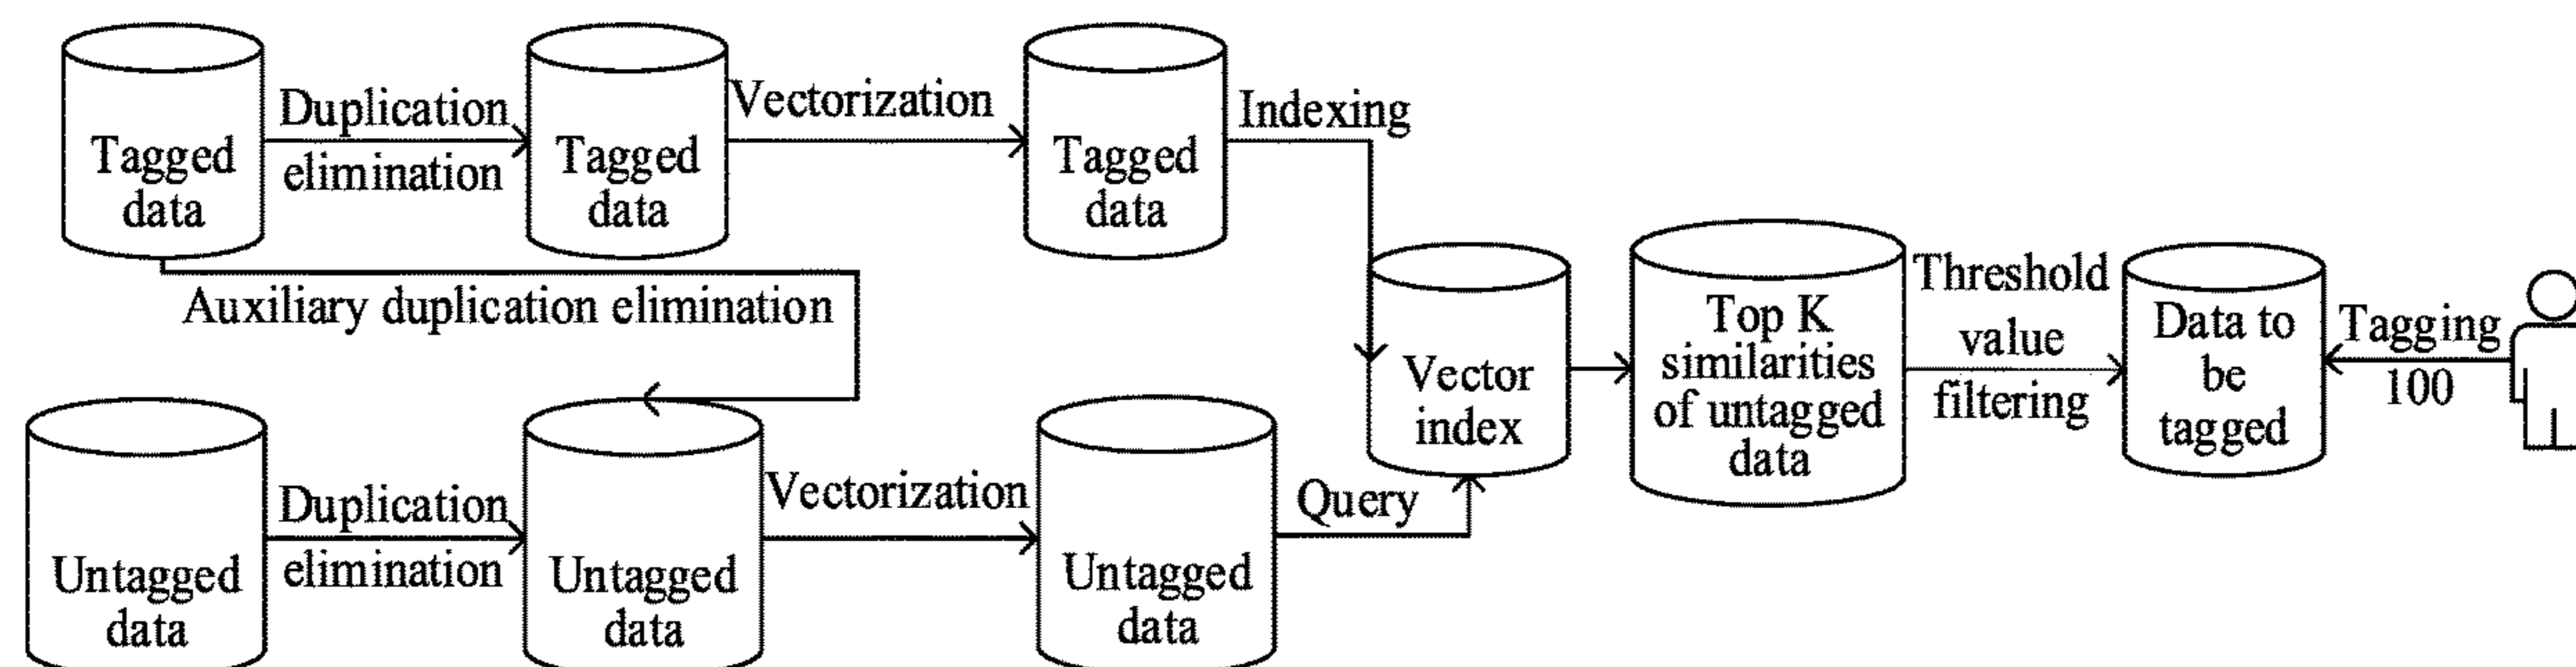 Tagged
data
Duplication
elimination
Tagged
data
Vectorization
Tagged
data
Indexing
Auxiliary duplication elimination
Untagged
data
Duplication
elimination
Untagged
data
Vectorization
Untagged
data
Query
Vector
index
Top K
similarities
of untagged
data
Threshold
value
filtering
Data to
be
tagged
Tagging
100